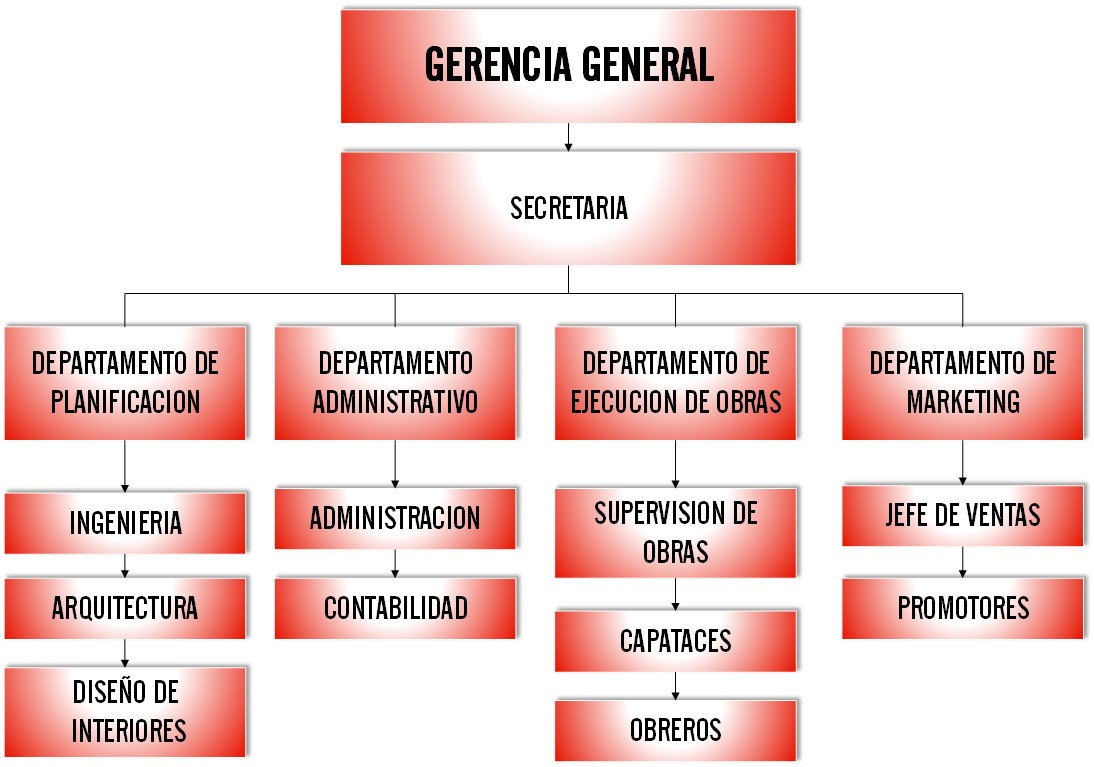 GERENCIA GENERAL
SECRETARIA
DEPARTAMENTO DE
PLANIFICACION
DEPARTAMENTO
ADMINISTRATIVO
DEPARTAMENTO DE
EJECUCION DE OBRAS
DEPARTAMENTO DE
MARKETING
INGENIERIA
ADMINISTRACION
SUPERVISION DE
OBRAS
JEFE DE VENTAS
ARQUITECTURA
CONTABILIDAD
CAPATACES
PROMOTORES
DISEÑO DE
INTERIORES
OBREROS